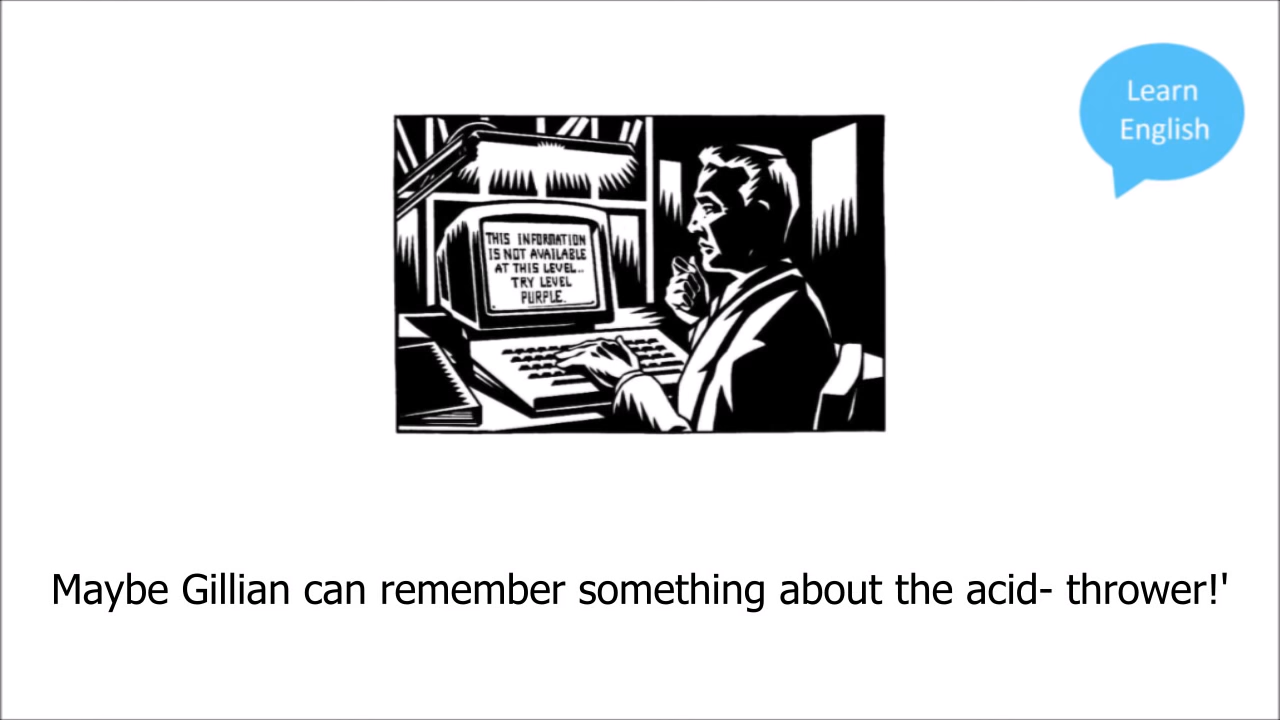 Learn
English
THIS INFORMATION
IS NOT AVAILABLE
AT THIS LEVEL..
TRY LEVEL
PURPLE.
Maybe Gillian can remember something about the acid- thrower!'